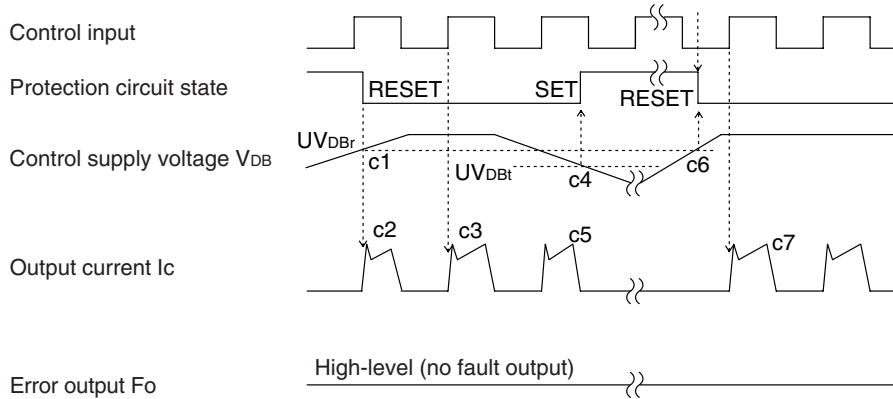 Control input
Protection circuit state
RESET
SET
RESET
UVDBr
Control supply voltage VDB
c1
UVDBt
c4
c6
c2
c3
c5
c7
Output current Ic
High-level (no fault output)
Error output Fo